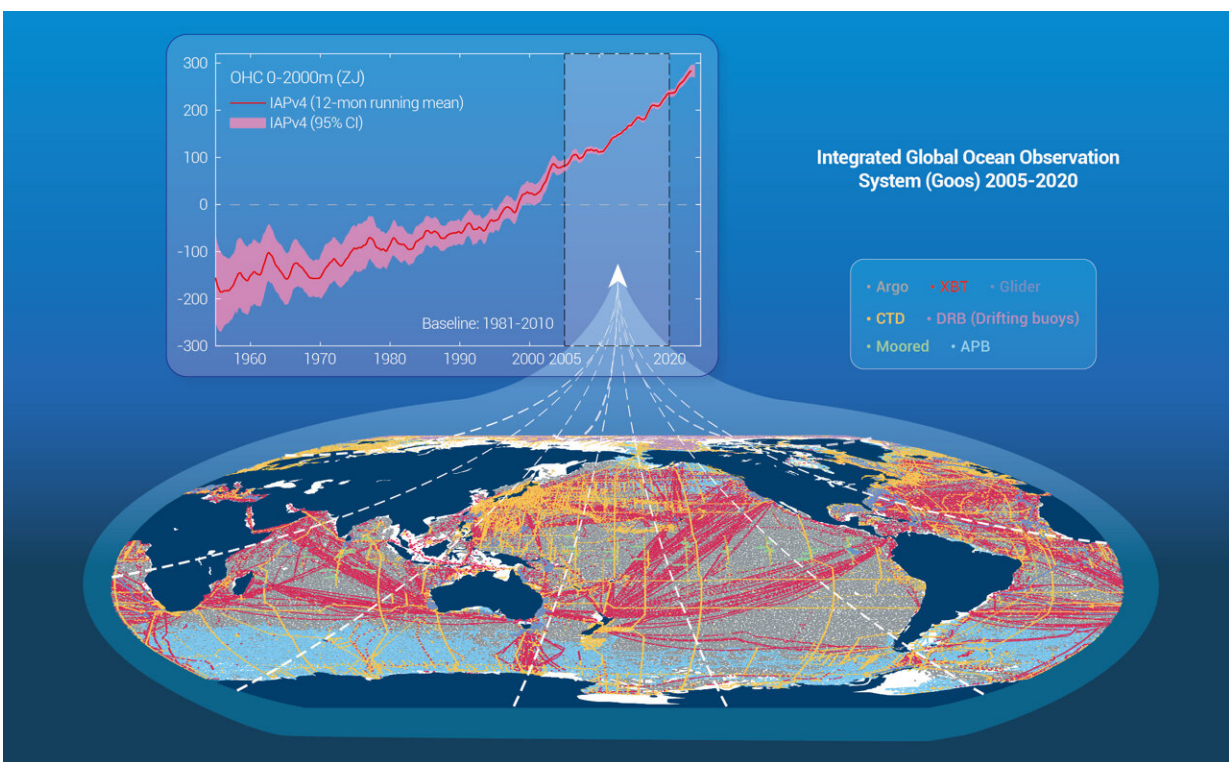 300
200
100
0
-100
-200
-300
OHC 0-2000m (ZJ)
IAPv4 (12-mon running mean)
IAPv4 (95% CI)
Baseline: 1981-2010
1960
1970
1980
1990
2000
2005
2020
Integrated Global Ocean Observation
System (Goos) 2005-2020
• Argo • XBT • Glider
• CTD • DRB (Drifting buoys)
• Moored • APB